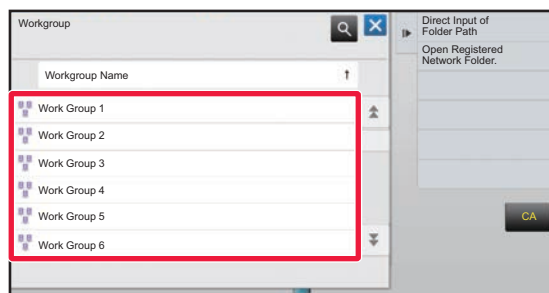 Workgroup
Workgroup Name
Work Group 1
Work Group 2
Work Group 3
Work Group 4
Work Group 5
Work Group 6
Direct Input of
Folder Path
Open Registered
Network Folder.
CA